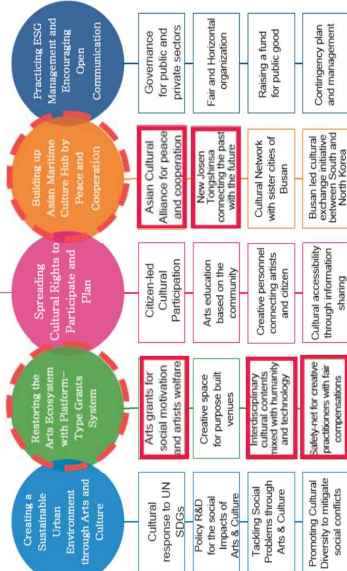 Creating a
Sustainable
Urban
Environment
through Arts and
Culture
Cultural
response to UN
SDGs
Policy R&D
for the social
Impacts of
Arts & Culture
Tackling Social
Problems through
Arts & Culture
Promoting Cultural
Diversity to mitigate
social conflicts
Restoring the
Arts Ecosystem
with Platform-
Type Grants
System
Arts grants for
social motivation
and artists welfare
Creative space
for purpose built
venues
Interdisciplinary
cultural contents
mixed with humanity
and technology
Safety-net for creative
practitioners with fair
compensations
Spreading
Cultural Rights to
Participate and
Plan
Citizen-led
Cultural
Participation
Arts education
based on the
community
Creative personnel
connecting artists
and citizen
Cultural accessibility
through information
sharing
Building up
Asian Maritime
Culture Hub by
Peace and
Cooperation
Asian Cultural
Alliance for peace
and cooperation
New Josen
Tongshinsa
connecting the past
with the future
Cultural Network
with sister cities of
Busan
Busan led cultural
exchange initiative
between South and
North Korea
Practicing ESG
Management and
Encouraging
Open
Communication
Governance
for public and
private sectors
Fair and Horizontal
organization
Raising a fund
for public good
Contingency plan
and management